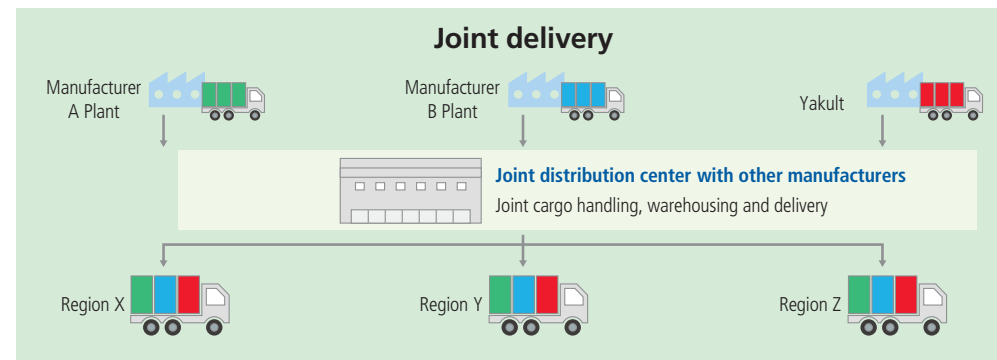 Joint delivery
Manufacturer
A Plant
Manufacturer
B Plant
Yakult
Joint distribution center with other manufacturers
Joint cargo handling, warehousing and delivery
Region X
Region Y
Region Z